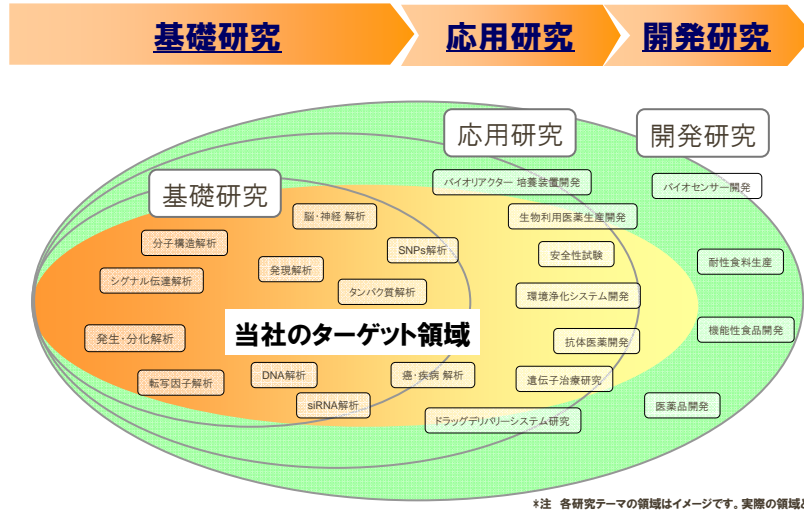 基礎研究
応用研究
開発研究
応用研究
開発研究
基礎研究
バイオリアクター 培養装置開発
バイオセンサー開発
脳・神経 解析
生物利用医薬生産開発
分子構造解析
SNPs解析
安全性試験
発現解析
耐性食料生産
シグナル伝達解析
タンパク質解析
環境浄化システム開発
当社のターゲット領域
機能性食品開発
発生・分化解析
抗体医薬開発
転写因子解析
DNA解析
癌・疾病 解析
遺伝子治療研究
siRNA解析
医薬品開発
ドラッグデリバリーシステム研究
*注 各研究テーマの領域はイメージです。実際の領域と